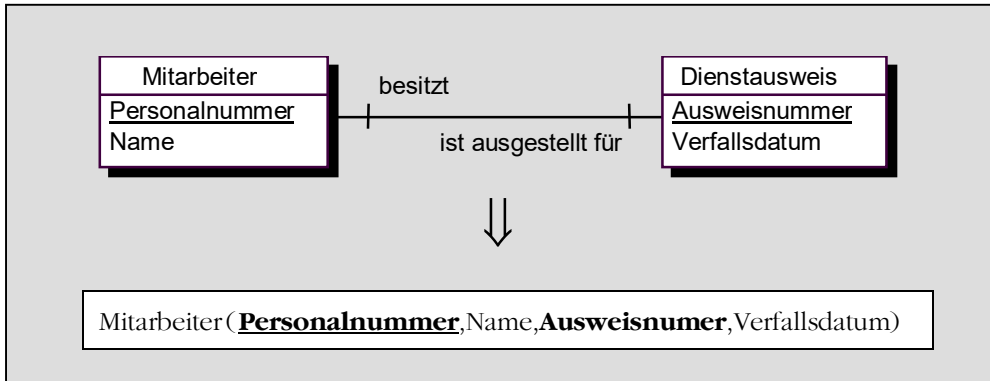 Mitarbeiter
Personalnummer
Name
besitzt
ist ausgestellt für
Dienstausweis
Ausweisnummer
Verfallsdatum
Mitarbeiter(Personalnummer,Name,Ausweisnumer,Verfallsdatum)